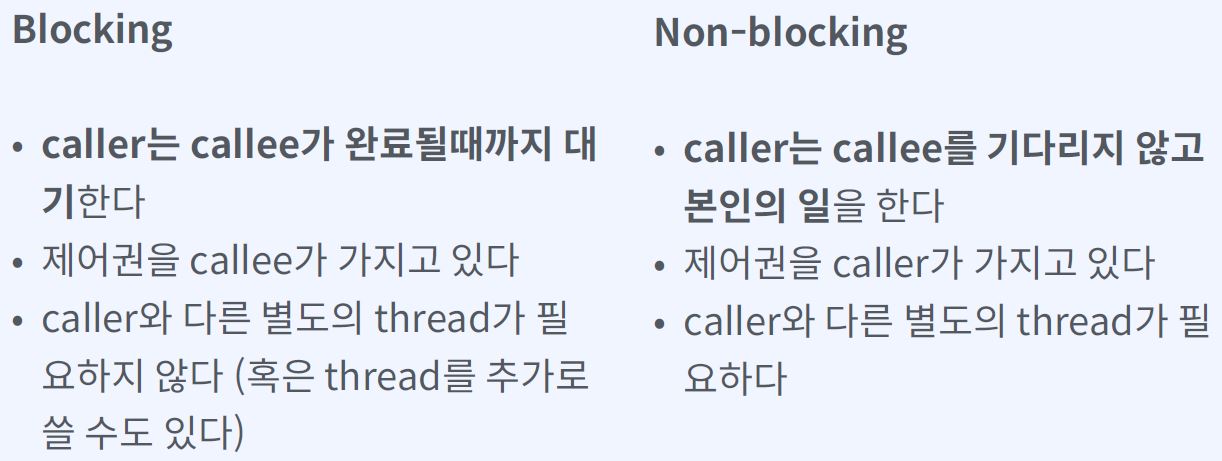 Blocking
• caller는 callee가 완료될때까지 대
기한다
• 제어권을 callee가 가지고 있다
• caller와 다른 별도의 thread가 필
요하지 않다 (혹은 thread를 추가로
쓸 수도 있다)
Non-blocking
• caller는 callee를 기다리지 않고
본인의 일을 한다
• 제어권을 caller가 가지고 있다
• caller와 다른 별도의 thread가 필
요하다